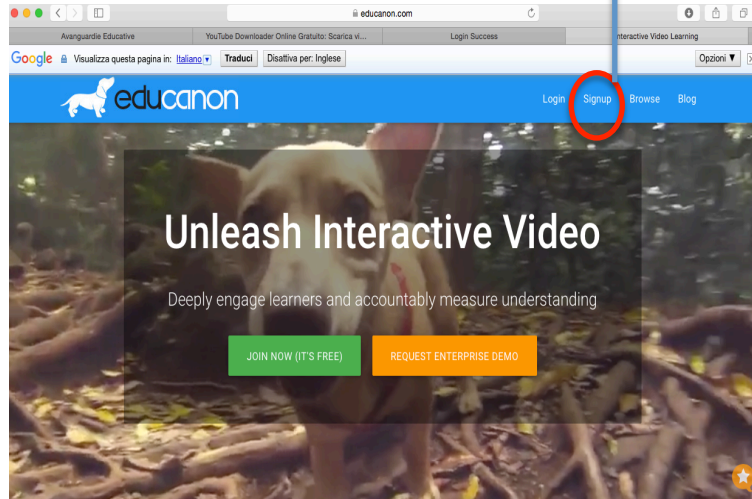 educanon.com
Avanguardie Educative
YouTube Downloader Online Gratuito: Scarica vi...
Login Success
Interactive Video Learning
Google Visualizza questa pagina in: Italiano Traduci Disattiva per: Inglese Opzioni
educanon
Login Signup Browse Blog
Unleash Interactive Video
Deeply engage learners and accountably measure understanding
JOIN NOW (IT'S FREE)
REQUEST ENTERPRISE DEMO